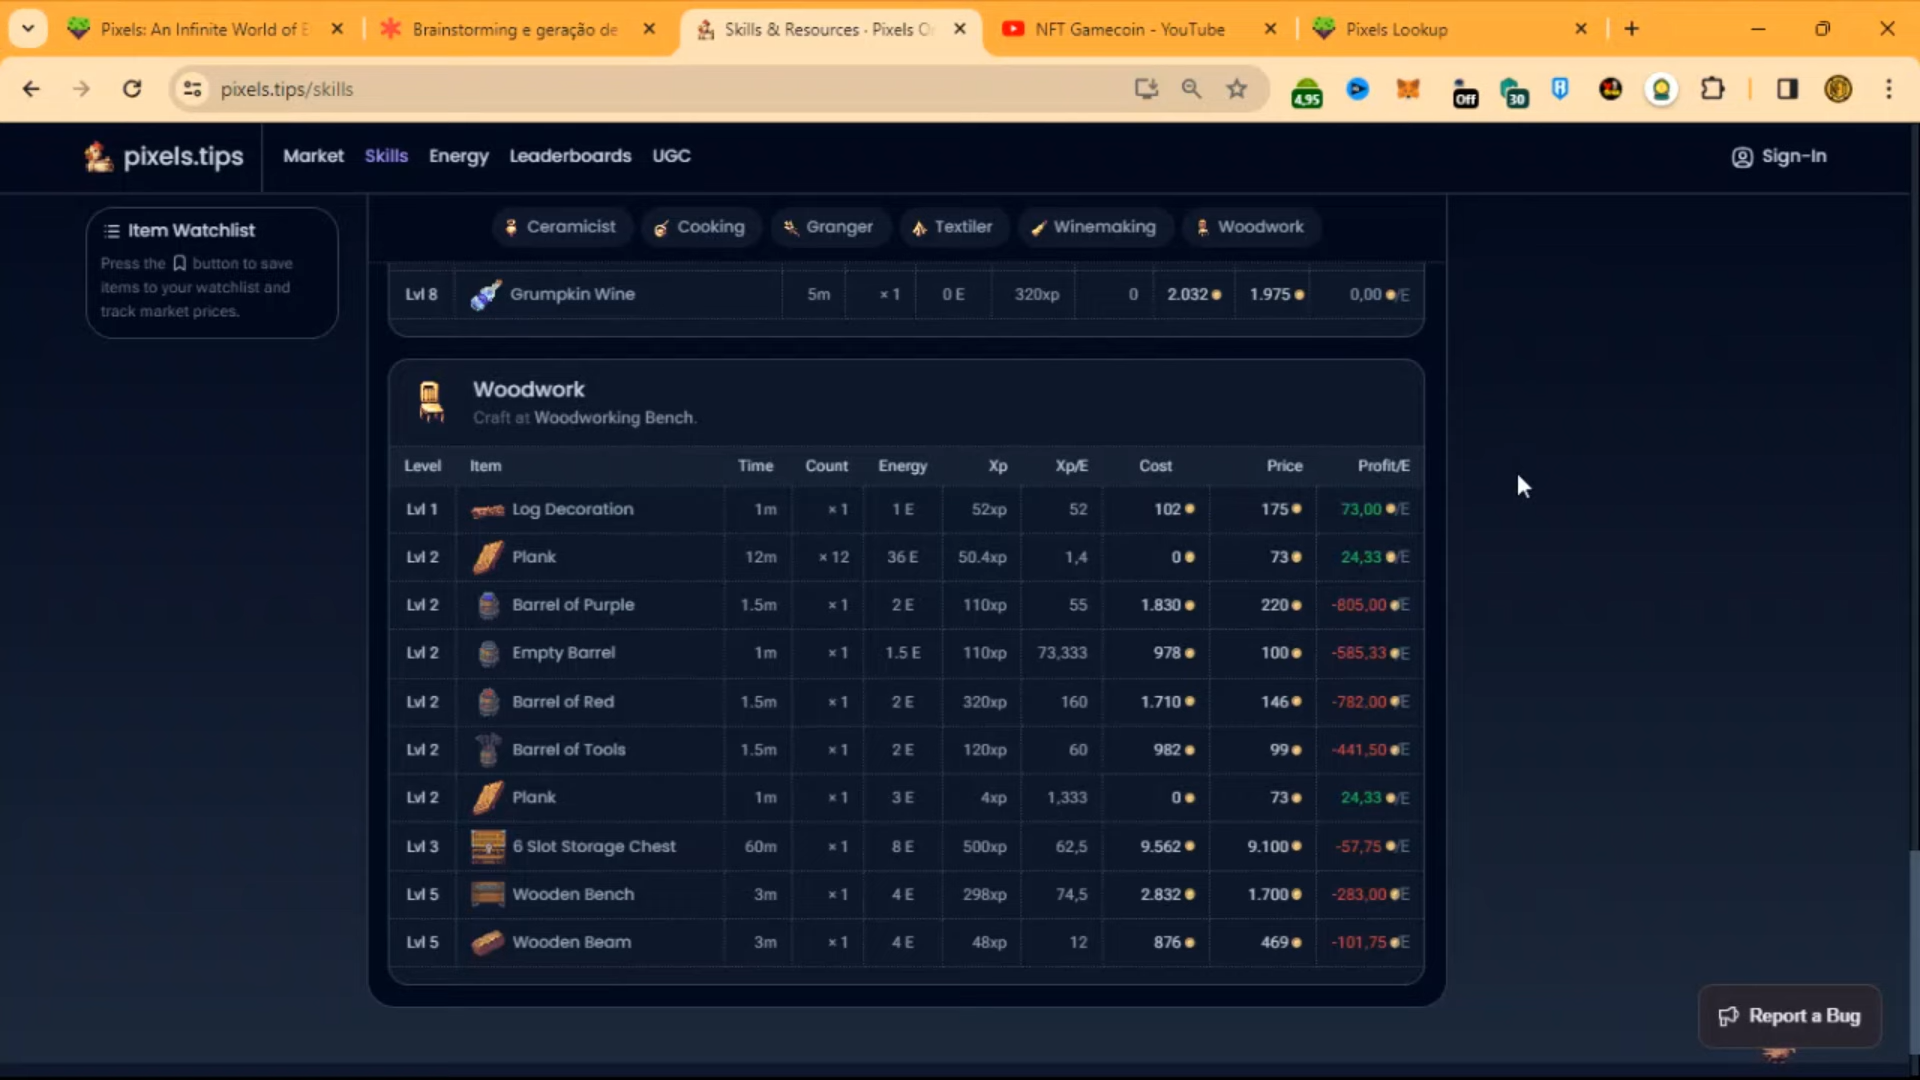 Pixels: An Infinite World of E
Brainstorming e geração de
Skills & Resources · Pixels O
NFT Gamecoin - YouTube
Pixels Lookup
pixels.tips/skills
4,95
Off
30
pixels.tips
Market
Skills
Energy
Leaderboards
UGC
Sign-In
Item Watchlist
Press the button to save
items to your watchlist and
track market prices.
Ceramicist
Cooking
Granger
Textiler
Winemaking
Woodwork
Lvl 8 Grumpkin Wine 5m × 1 0 E 320xp 0 2.032 1.975 0,00 /E
Woodwork
Craft at Woodworking Bench.
Level Item Time Count Energy Xp Xp/E Cost Price Profit/E
Lvl 1 Log Decoration 1m × 1 1 E 52xp 52 102 175 73,00 /E
Lvl 2 Plank 12m × 12 36 E 50.4xp 1,4 0 73 24,33 /E
Lvl 2 Barrel of Purple 1.5m × 1 2 E 110xp 55 1.830 220 -805,00 /E
Lvl 2 Empty Barrel 1m × 1 1.5 E 110xp 73,333 978 100 -585,33 /E
Lvl 2 Barrel of Red 1.5m × 1 2 E 320xp 160 1.710 146 -782,00 /E
Lvl 2 Barrel of Tools 1.5m × 1 2 E 120xp 60 982 99 -441,50 /E
Lvl 2 Plank 1m × 1 3 E 4xp 1,333 0 73 24,33 /E
Lvl 3 6 Slot Storage Chest 60m × 1 8 E 500xp 62,5 9.562 9.100 -57,75 /E
Lvl 5 Wooden Bench 3m × 1 4 E 298xp 74,5 2.832 1.700 -283,00 /E
Lvl 5 Wooden Beam 3m × 1 4 E 48xp 12 876 469 -101,75 /E
Report a Bug